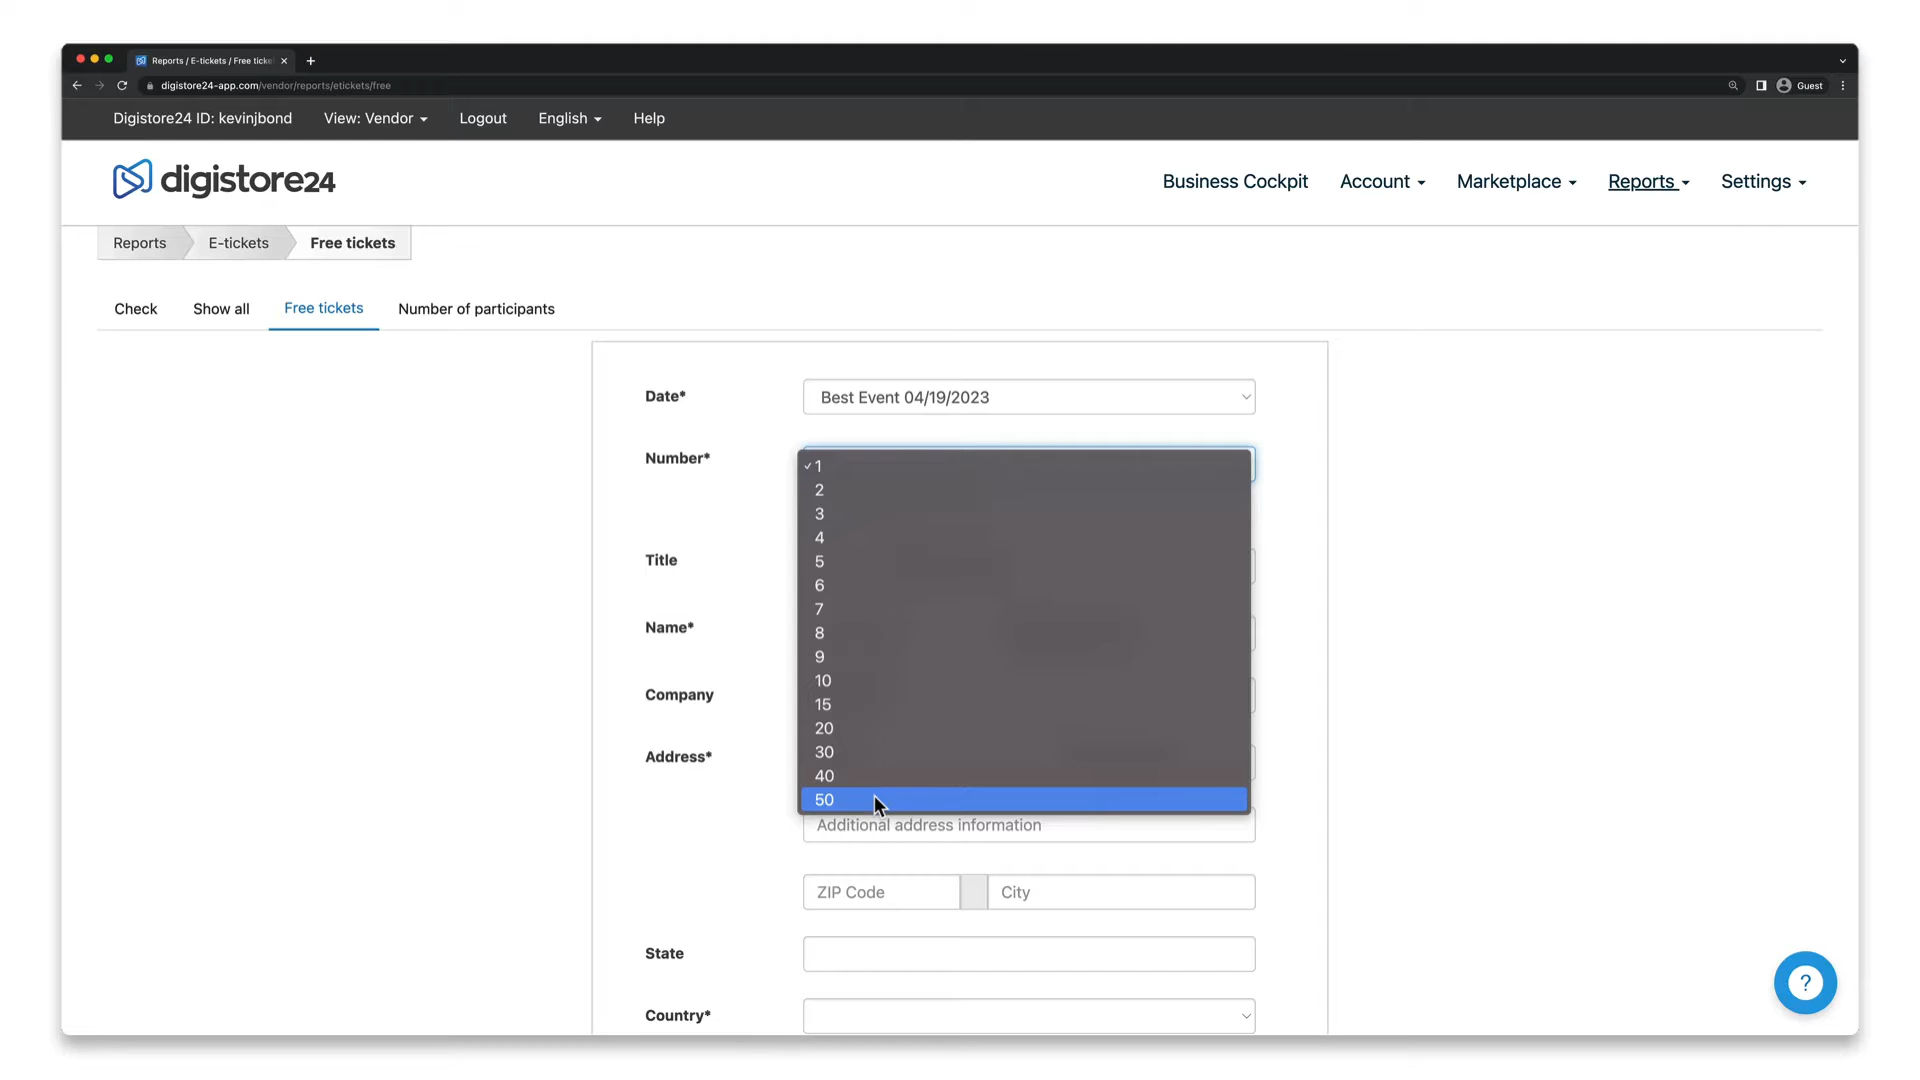 Reports / E-tickets / Free ticke
digistore24-app.com/vendor/reports/etickets/free
Guest
Digistore24 ID: kevinjbond View: Vendor Logout English Help
digistore24
Business Cockpit Account Marketplace Reports Settings
Reports E-tickets Free tickets
Check Show all Free tickets Number of participants
Date* Best Event 04/19/2023
Number*
1
2
3
4
5
6
7
8
9
10
15
20
30
40
50
Title
Name*
Company
Address*
Additional address information
ZIP Code City
State
Country*
?